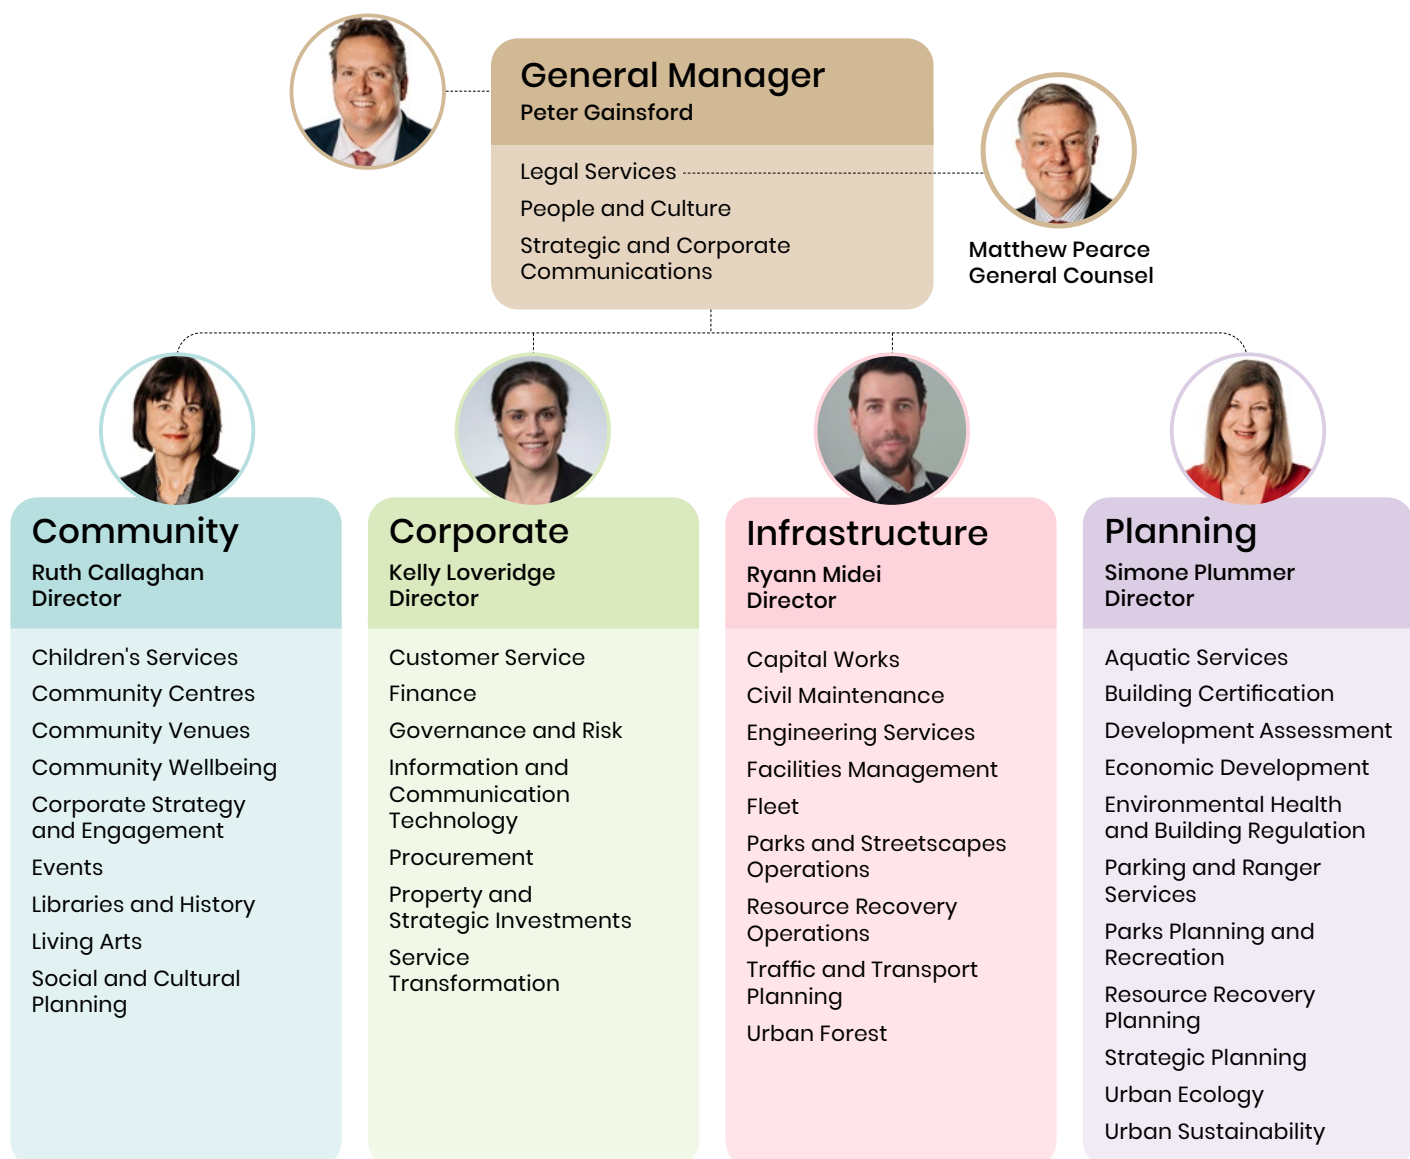 General Manager
Peter Gainsford
Legal Services
People and Culture
Strategic and Corporate
Communications
Matthew Pearce
General Counsel
Community
Ruth Callaghan
Director
Children's Services
Community Centres
Community Venues
Community Wellbeing
Corporate Strategy
and Engagement
Events
Libraries and History
Living Arts
Social and Cultural
Planning
Corporate
Kelly Loveridge
Director
Customer Service
Finance
Governance and Risk
Information and
Communication
Technology
Procurement
Property and
Strategic Investments
Service
Transformation
Infrastructure
Ryann Midei
Director
Capital Works
Civil Maintenance
Engineering Services
Facilities Management
Fleet
Parks and Streetscapes
Operations
Resource Recovery
Operations
Traffic and Transport
Planning
Urban Forest
Planning
Simone Plummer
Director
Aquatic Services
Building Certification
Development Assessment
Economic Development
Environmental Health
and Building Regulation
Parking and Ranger
Services
Parks Planning and
Recreation
Resource Recovery
Planning
Strategic Planning
Urban Ecology
Urban Sustainability